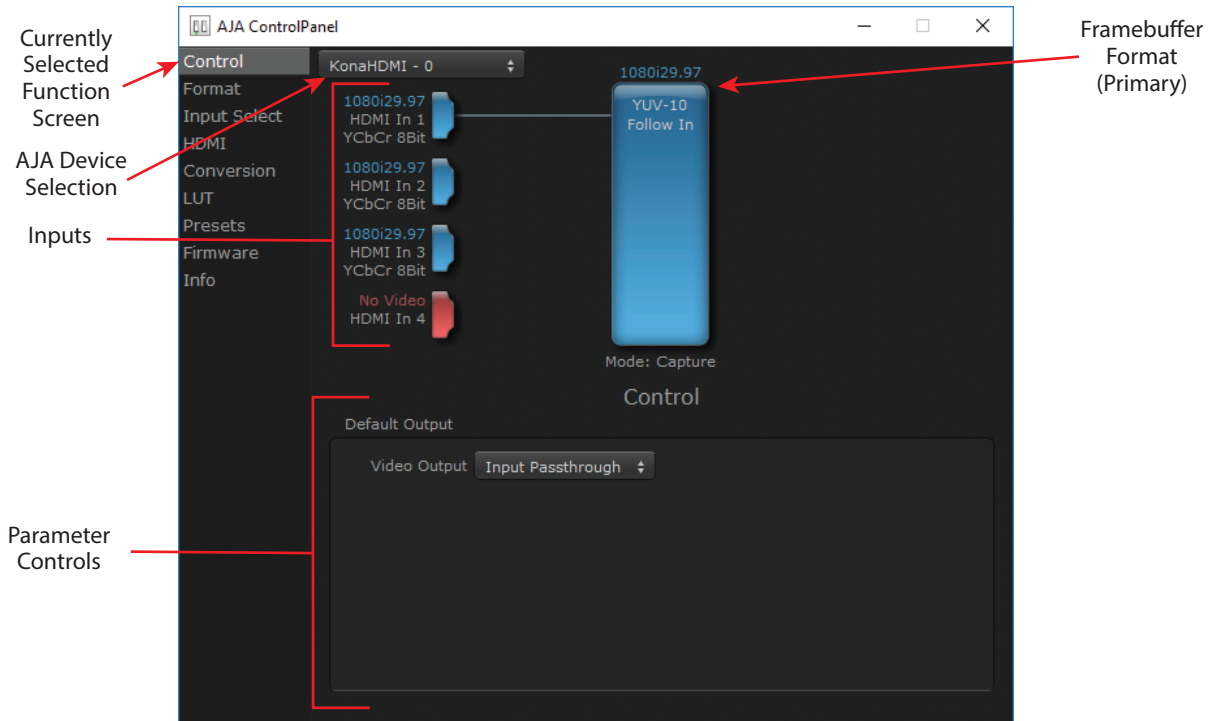 AJA ControlPanel
Currently
Selected
Function
Screen
AJA Device
Selection
Inputs
Parameter
Controls
Framebuffer
Format
(Primary)
Control
Format
Input Select
HDMI
Conversion
LUT
Presets
Firmware
Info
KonaHDMI - 0
1080i29.97
HDMI In 1
YCbCr 8Bit
1080i29.97
HDMI In 2
YCbCr 8Bit
1080i29.97
HDMI In 3
YCbCr 8Bit
No Video
HDMI In 4
1080i29.97
YUV-10
Follow In
Mode: Capture
Control
Default Output
Video Output Input Passthrough